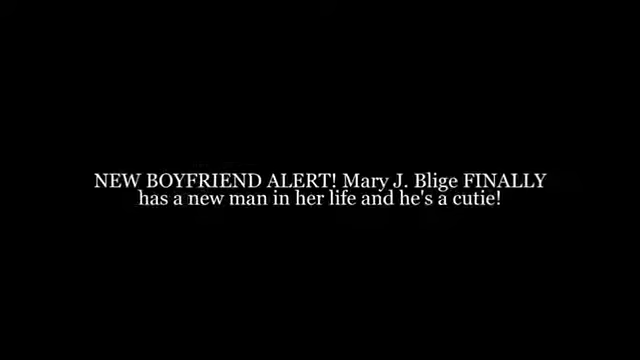 NEW BOYFRIEND ALERT! Mary J. Blige FINALLY
has a new man in her life and he's a cutie!